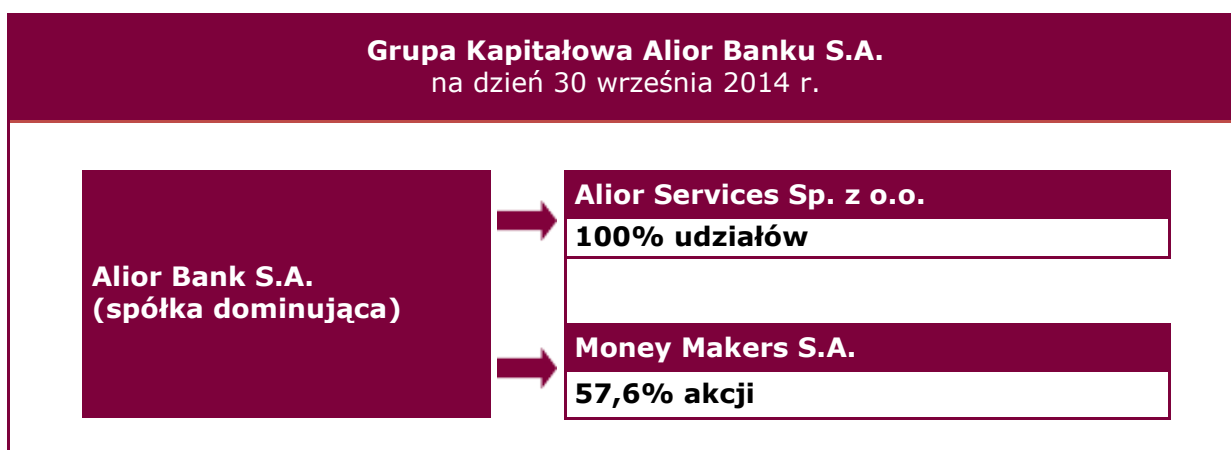 Grupa Kapitałowa Alior Banku S.A.
na dzień 30 września 2014 r.
Alior Bank S.A.
(spółka dominująca)
Alior Services Sp. z o.o.
100% udziałów
Money Makers S.A.
57,6% akcji